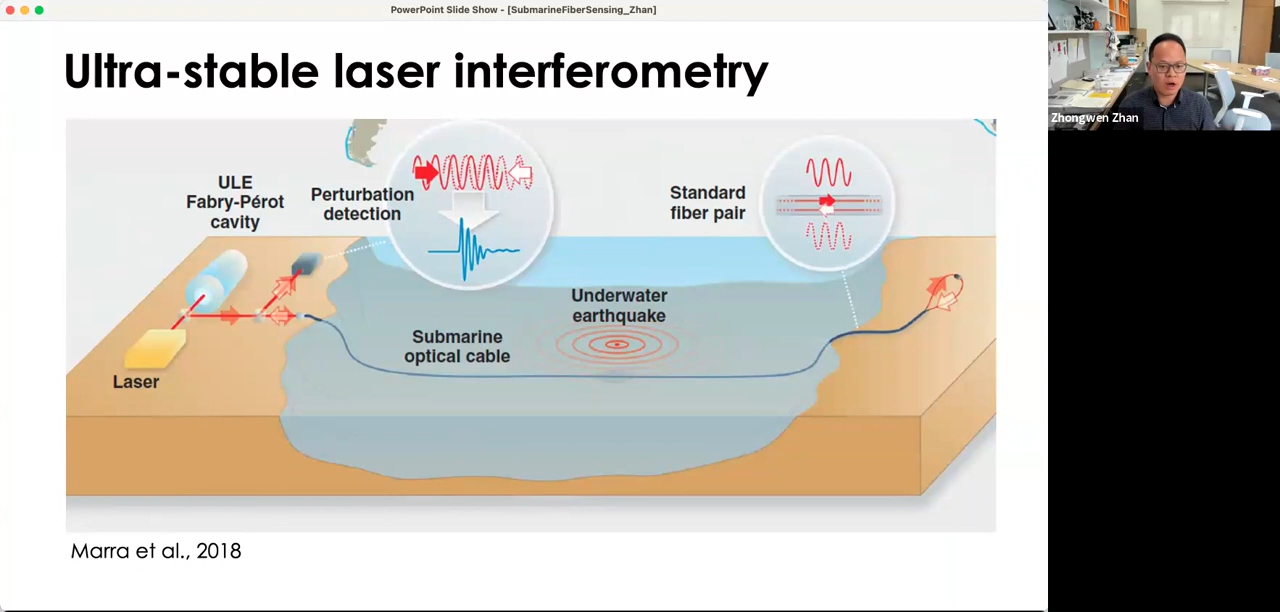 PowerPoint Slide Show - [SubmarineFiberSensing_Zhan]
Ultra-stable laser interferometry
ULE
Fabry-Pérot
cavity
Perturbation
detection
Standard
fiber pair
Underwater
earthquake
Submarine
optical cable
Laser
Marra et al., 2018
Zhongwen Zhan